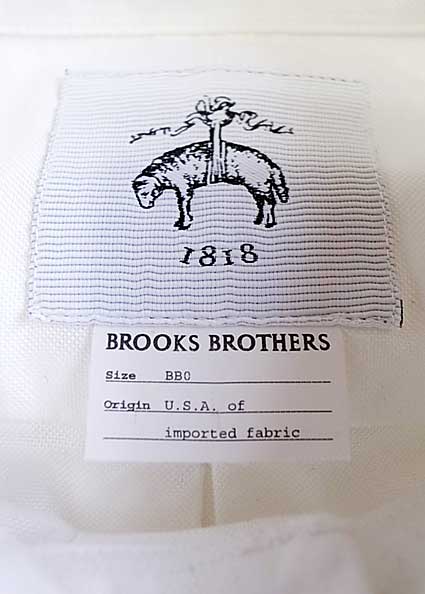 1818
BROOKS BROTHERS
Size BB0
Origin U.S.A. of
imported fabric